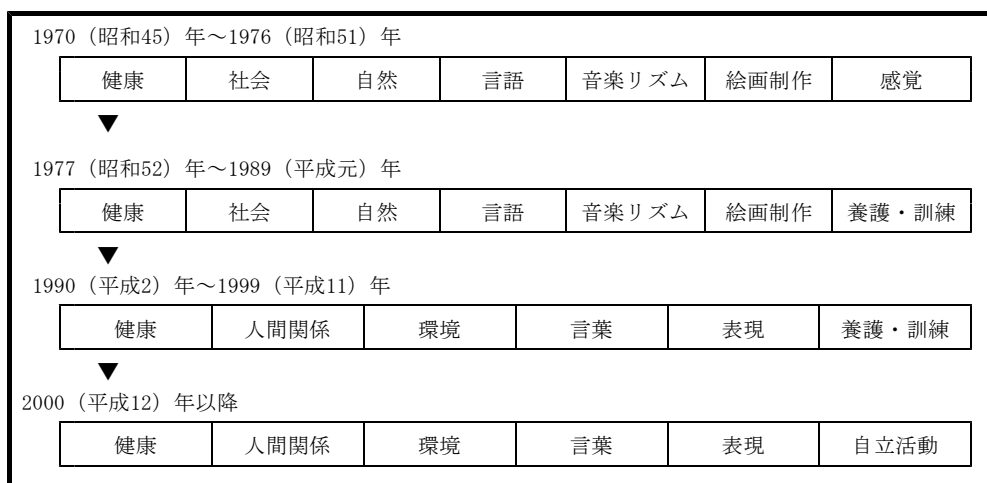 1970（昭和45）年～1976（昭和51）年
健康 社会 自然 言語 音楽リズム 絵画制作 感覚
▼
1977（昭和52）年～1989（平成元）年
健康 社会 自然 言語 音楽リズム 絵画制作 養護・訓練
▼
1990（平成2）年～1999（平成11）年
健康 人間関係 環境 言葉 表現 養護・訓練
▼
2000（平成12）年以降
健康 人間関係 環境 言葉 表現 自立活動